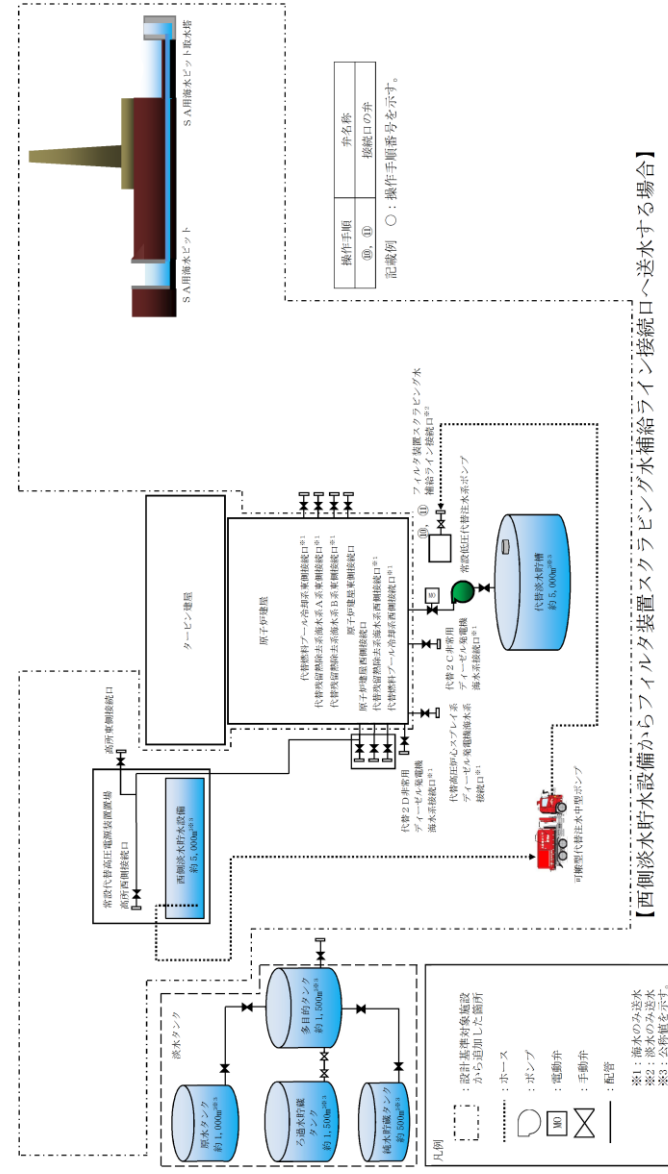 淡水タンク
原水タンク
約1,000m³※3
ろ過水貯蔵
タンク
約1,500m³※3
純水貯蔵タンク
約500m³※3
多目的タンク
約1,500m³※3
常設代替高圧電源装置置場
高所西側接続口
高所東側接続口
西側淡水貯水設備
約5,000m³※3
タービン建屋
原子炉建屋
代替燃料プール冷却系東側接続口※1
代替残留熱除去系海水系A系東側接続口※1
代替残留熱除去系海水系B系東側接続口※1
原子炉建屋東側接続口
原子炉建屋西側接続口
代替残留熱除去系海水系西側接続口※1
代替燃料プール冷却系西側接続口※1
代替2D非常用
ディーゼル発電機
海水系接続口※1
代替高圧炉心スプレイ系
ディーゼル発電機海水系
接続口※1
代替2C非常用
ディーゼル発電機
海水系接続口※1
MO
常設低圧代替注水系ポンプ
⑩,⑪
フィルタ装置スクラビング水
補給ライン接続口※2
代替淡水貯槽
約5,000m³※3
可搬型代替注水中型ポンプ
SA用海水ピット
SA用海水ピット取水塔
操作手順 弁名称
⑩,⑪ 接続口の弁
記載例 ○:操作手順番号を示す。
凡例
:設計基準対象施設
から追加した箇所
:ホース
:ポンプ
MO :電動弁
:手動弁
:配管
※1:海水のみ送水
※2:淡水のみ送水
※3:公称値を示す。
【西側淡水貯水設備からフィルタ装置スクラビング水補給ライン接続口へ送水する場合】